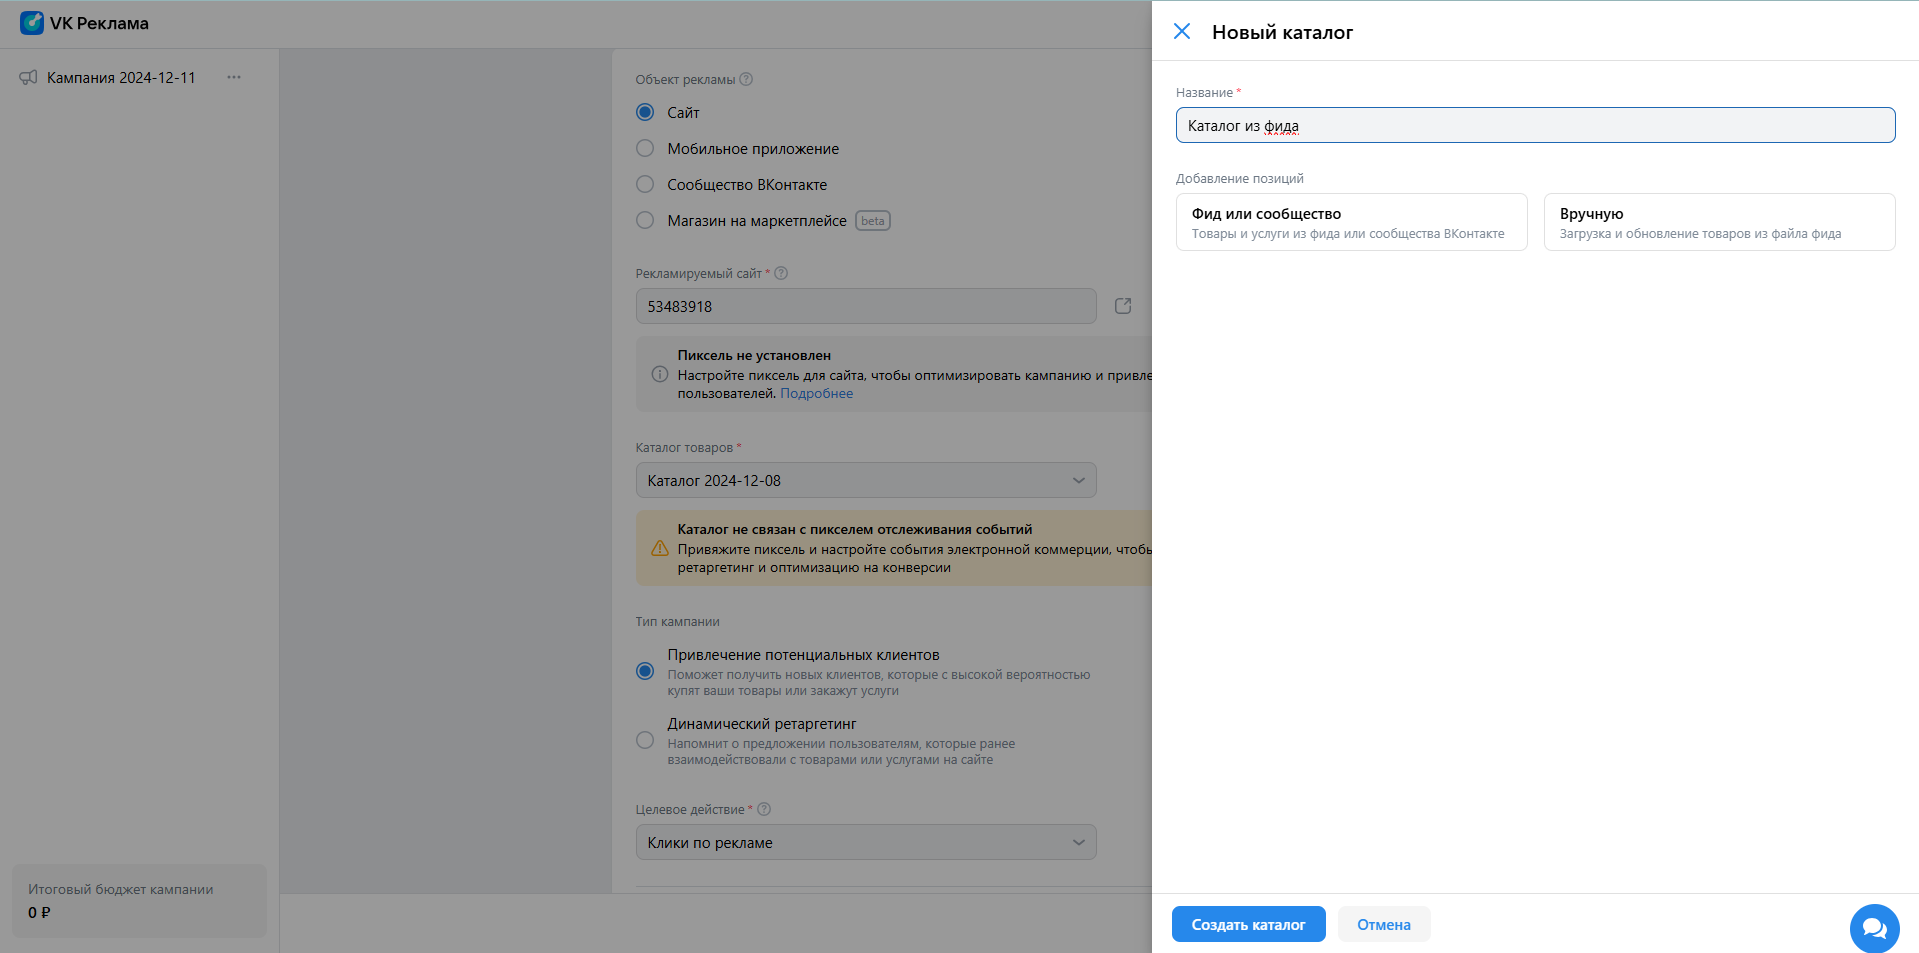 VK Реклама
Кампания 2024-12-11
Итоговый бюджет кампании
0 ₽
Объект рекламы
Сайт
Мобильное приложение
Сообщество ВКонтакте
Магазин на маркетплейсе beta
Рекламируемый сайт *
53483918
Пиксель не установлен
Настройте пиксель для сайта, чтобы оптимизировать кампанию и привле
пользователей. Подробнее
Каталог товаров *
Каталог 2024-12-08
Каталог не связан с пикселем отслеживания событий
Привяжите пиксель и настройте события электронной коммерции, чтобы
ретаргетинг и оптимизацию на конверсии
Тип кампании
Привлечение потенциальных клиентов
Поможет получить новых клиентов, которые с высокой вероятностью
купят ваши товары или закажут услуги
Динамический ретаргетинг
Напомнит о предложении пользователям, которые ранее
взаимодействовали с товарами или услугами на сайте
Целевое действие *
Клики по рекламе
Новый каталог
Название *
Каталог из фида
Добавление позиций
Фид или сообщество
Товары и услуги из фида или сообщества ВКонтакте
Вручную
Загрузка и обновление товаров из файла фида
Создать каталог
Отмена